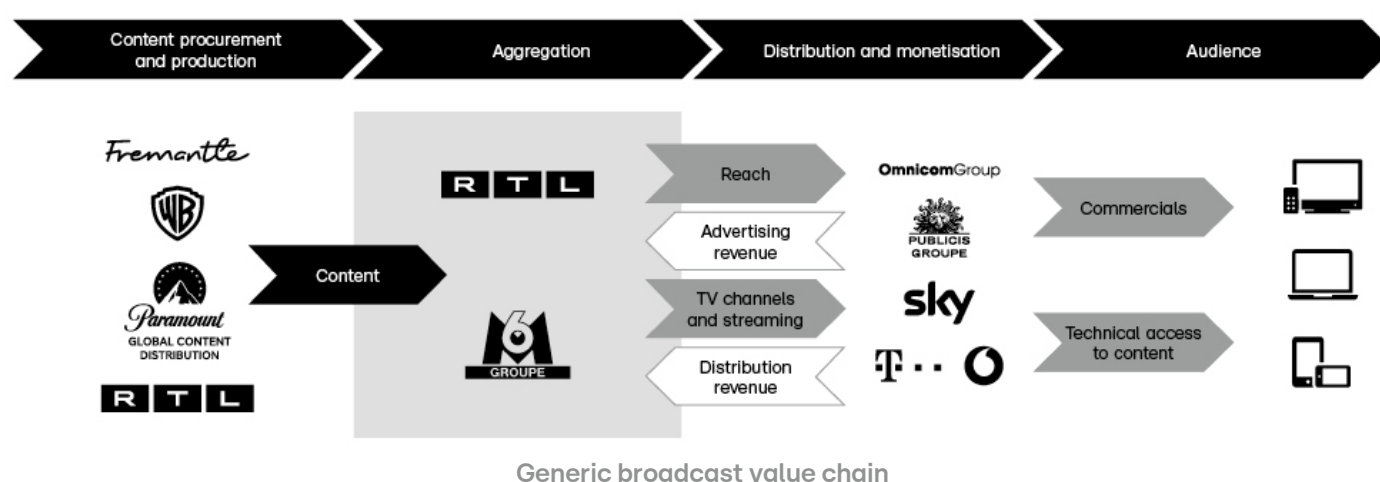 Content procurement
and production
Aggregation
Distribution and monetisation
Audience
Fremantle
WB
Paramount
GLOBAL CONTENT
DISTRIBUTION
RTL
Content
RTL
M6
GROUPE
Reach
Advertising
revenue
TV channels
and streaming
Distribution
revenue
OmnicomGroup
PUBLICIS
GROUPE
sky
T
Commercials
Technical access
to content
Generic broadcast value chain